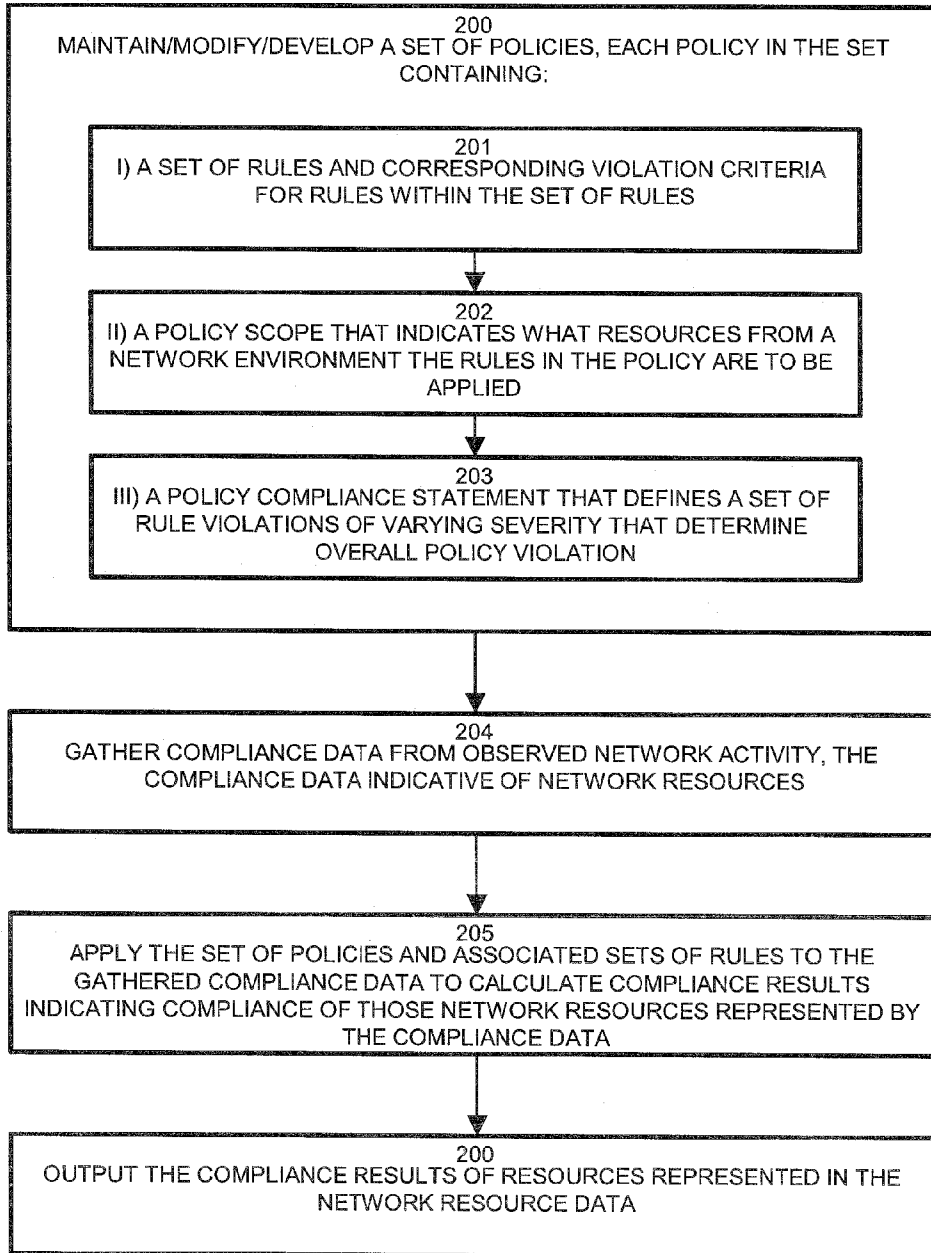 200
MAINTAIN/MODIFY/DEVELOP A SET OF POLICIES, EACH POLICY IN THE SET
CONTAINING:
201
I) A SET OF RULES AND CORRESPONDING VIOLATION CRITERIA
FOR RULES WITHIN THE SET OF RULES
202
II) A POLICY SCOPE THAT INDICATES WHAT RESOURCES FROM A
NETWORK ENVIRONMENT THE RULES IN THE POLICY ARE TO BE
APPLIED
203
III) A POLICY COMPLIANCE STATEMENT THAT DEFINES A SET OF
RULE VIOLATIONS OF VARYING SEVERITY THAT DETERMINE
OVERALL POLICY VIOLATION
204
GATHER COMPLIANCE DATA FROM OBSERVED NETWORK ACTIVITY, THE
COMPLIANCE DATA INDICATIVE OF NETWORK RESOURCES
205
APPLY THE SET OF POLICIES AND ASSOCIATED SETS OF RULES TO THE
GATHERED COMPLIANCE DATA TO CALCULATE COMPLIANCE RESULTS
INDICATING COMPLIANCE OF THOSE NETWORK RESOURCES REPRESENTED BY
THE COMPLIANCE DATA
200
OUTPUT THE COMPLIANCE RESULTS OF RESOURCES REPRESENTED IN THE
NETWORK RESOURCE DATA